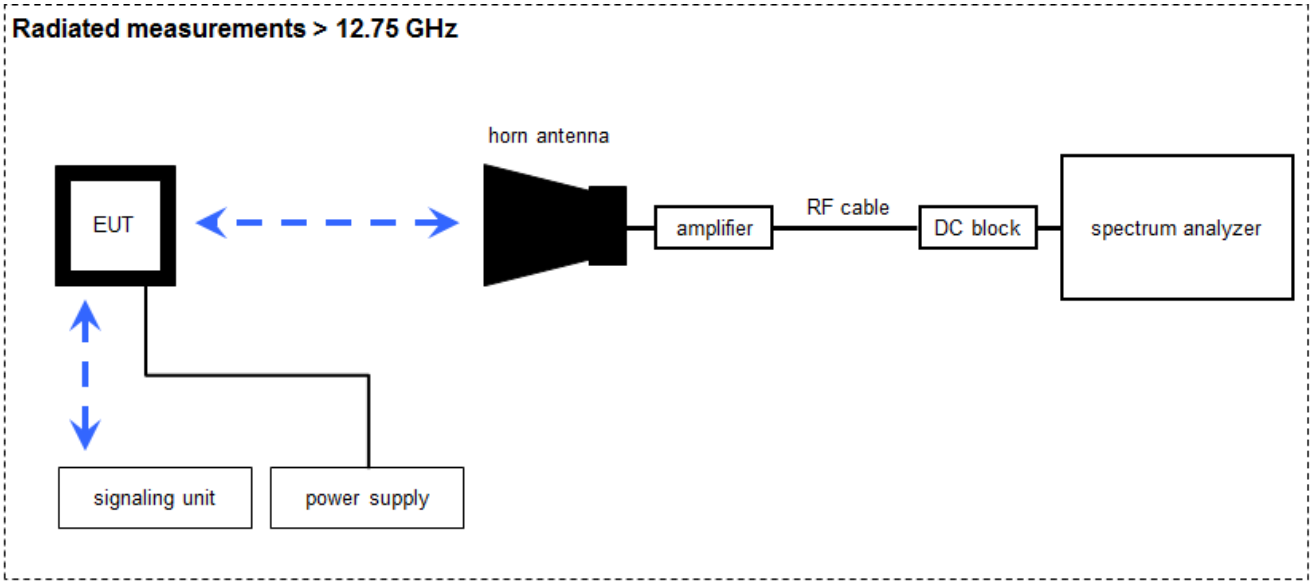 Radiated measurements > 12.75 GHz
horn antenna
EUT
amplifier
RF cable
DC block
spectrum analyzer
signaling unit
power supply